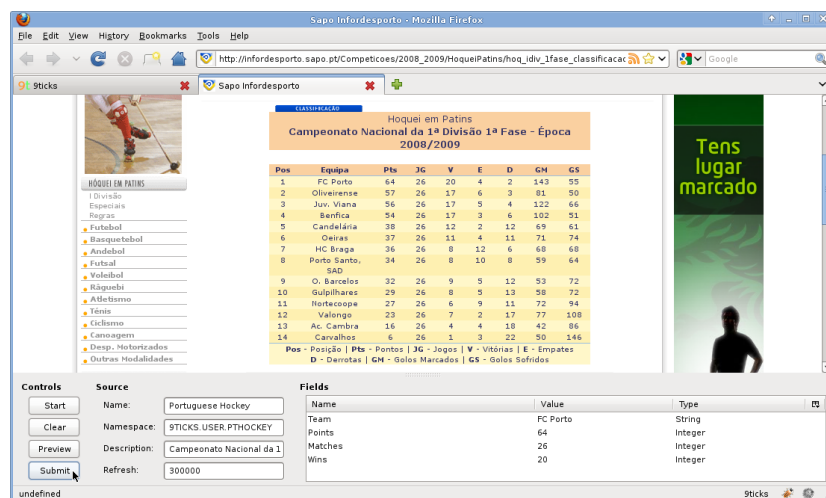 Sapo Infordesporto - Mozilla Firefox
File Edit View History Bookmarks Tools Help
http://infordesporto.sapo.pt/Competicoes/2008_2009/HoqueiPatins/hoq_idiv_1fase_classificacac
Google
9ticks
Sapo Infordesporto
CLASSIFICAÇÃO
Hoquei em Patins
Campeonato Nacional da 1ª Divisão 1ª Fase - Época
2008/2009
Pos Equipa Pts JG V E D GM GS
1 FC Porto 64 26 20 4 2 143 55
2 Oliveirense 57 26 17 6 3 81 50
3 Juv. Viana 56 26 17 5 4 122 66
4 Benfica 54 26 17 3 6 102 51
5 Candelária 38 26 12 2 12 69 61
6 Oeiras 37 26 11 4 11 71 74
7 HC Braga 36 26 8 12 6 68 68
8 Porto Santo, 34 26 8 10 8 59 64
SAD
9 O. Barcelos 32 26 9 5 12 53 72
10 Gulpilhares 29 26 8 5 13 58 72
11 Nortecoope 27 26 6 9 11 72 94
12 Valongo 23 26 7 2 17 77 108
13 Ac. Cambra 16 26 4 4 18 42 86
14 Carvalhos 6 26 1 3 22 50 146
Pos - Posição | Pts - Pontos | JG - Jogos | V - Vitórias | E - Empates
D - Derrotas | GM - Golos Marcados | GS - Golos Sofridos
HÓQUEI EM PATINS
I Divisão
Especiais
Regras
Futebol
Basquetebol
Andebol
Futsal
Voleibol
Râguebi
Atletismo
Ténis
Ciclismo
Canoagem
Desp. Motorizados
Outras Modalidades
Tens
lugar
marcado
Controls
Start
Clear
Preview
Submit
Source
Name: Portuguese Hockey
Namespace: 9TICKS.USER.PTHOCKEY
Description: Campeonato Nacional da 1
Refresh: 300000
Fields
Name Value Type
Team FC Porto String
Points 64 Integer
Matches 26 Integer
Wins 20 Integer
undefined
9ticks